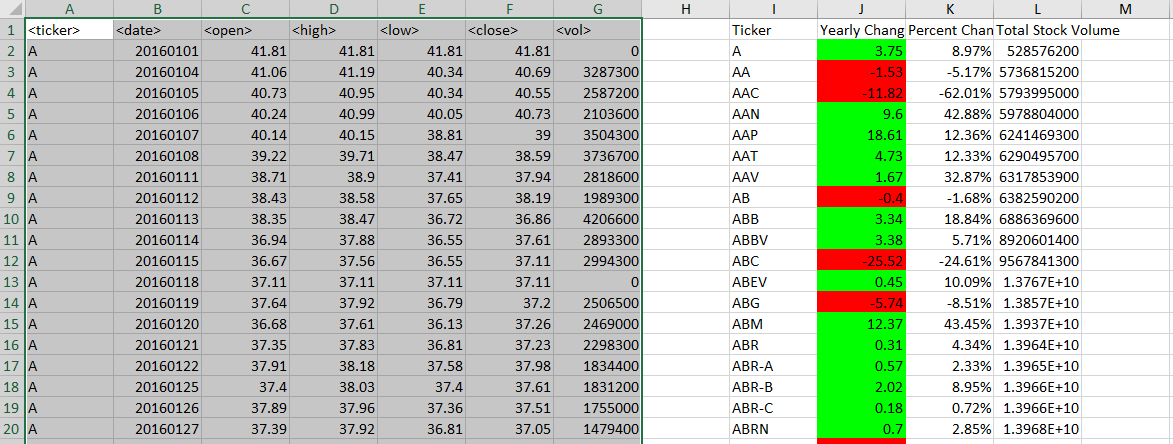 A B C D E F G H I J K L M
1 <ticker> <date> <open> <high> <low> <close> <vol> Ticker Yearly Chang Percent Chan Total Stock Volume
2 A 20160101 41.81 41.81 41.81 41.81 0 A 3.75 8.97% 528576200
3 A 20160104 41.06 41.19 40.34 40.69 3287300 AA -1.53 -5.17% 5736815200
4 A 20160105 40.73 40.95 40.34 40.55 2587200 AAC -11.82 -62.01% 5793995000
5 A 20160106 40.24 40.99 40.05 40.73 2103600 AAN 9.6 42.88% 5978804000
6 A 20160107 40.14 40.15 38.81 39 3504300 AAP 18.61 12.36% 6241469300
7 A 20160108 39.22 39.71 38.47 38.59 3736700 AAT 4.73 12.33% 6290495700
8 A 20160111 38.71 38.9 37.41 37.94 2818600 AAV 1.67 32.87% 6317853900
9 A 20160112 38.43 38.58 37.65 38.19 1989300 AB -0.4 -1.68% 6382590200
10 A 20160113 38.35 38.47 36.72 36.86 4206600 ABB 3.34 18.84% 6886369600
11 A 20160114 36.94 37.88 36.55 37.61 2893300 ABBV 3.38 5.71% 8920601400
12 A 20160115 36.67 37.56 36.55 37.11 2994300 ABC -25.52 -24.61% 9567841300
13 A 20160118 37.11 37.11 37.11 37.11 0 ABEV 0.45 10.09% 1.3767E+10
14 A 20160119 37.64 37.92 36.79 37.2 2506500 ABG -5.74 -8.51% 1.3857E+10
15 A 20160120 36.68 37.61 36.13 37.26 2469000 ABM 12.37 43.45% 1.3937E+10
16 A 20160121 37.35 37.83 36.81 37.23 2298300 ABR 0.31 4.34% 1.3964E+10
17 A 20160122 37.91 38.18 37.58 37.98 1834400 ABR-A 0.57 2.33% 1.3965E+10
18 A 20160125 37.4 38.03 37.4 37.61 1831200 ABR-B 2.02 8.95% 1.3966E+10
19 A 20160126 37.89 37.96 37.36 37.51 1755000 ABR-C 0.18 0.72% 1.3966E+10
20 A 20160127 37.39 37.92 36.81 37.05 1479400 ABRN 0.7 2.85% 1.3968E+10